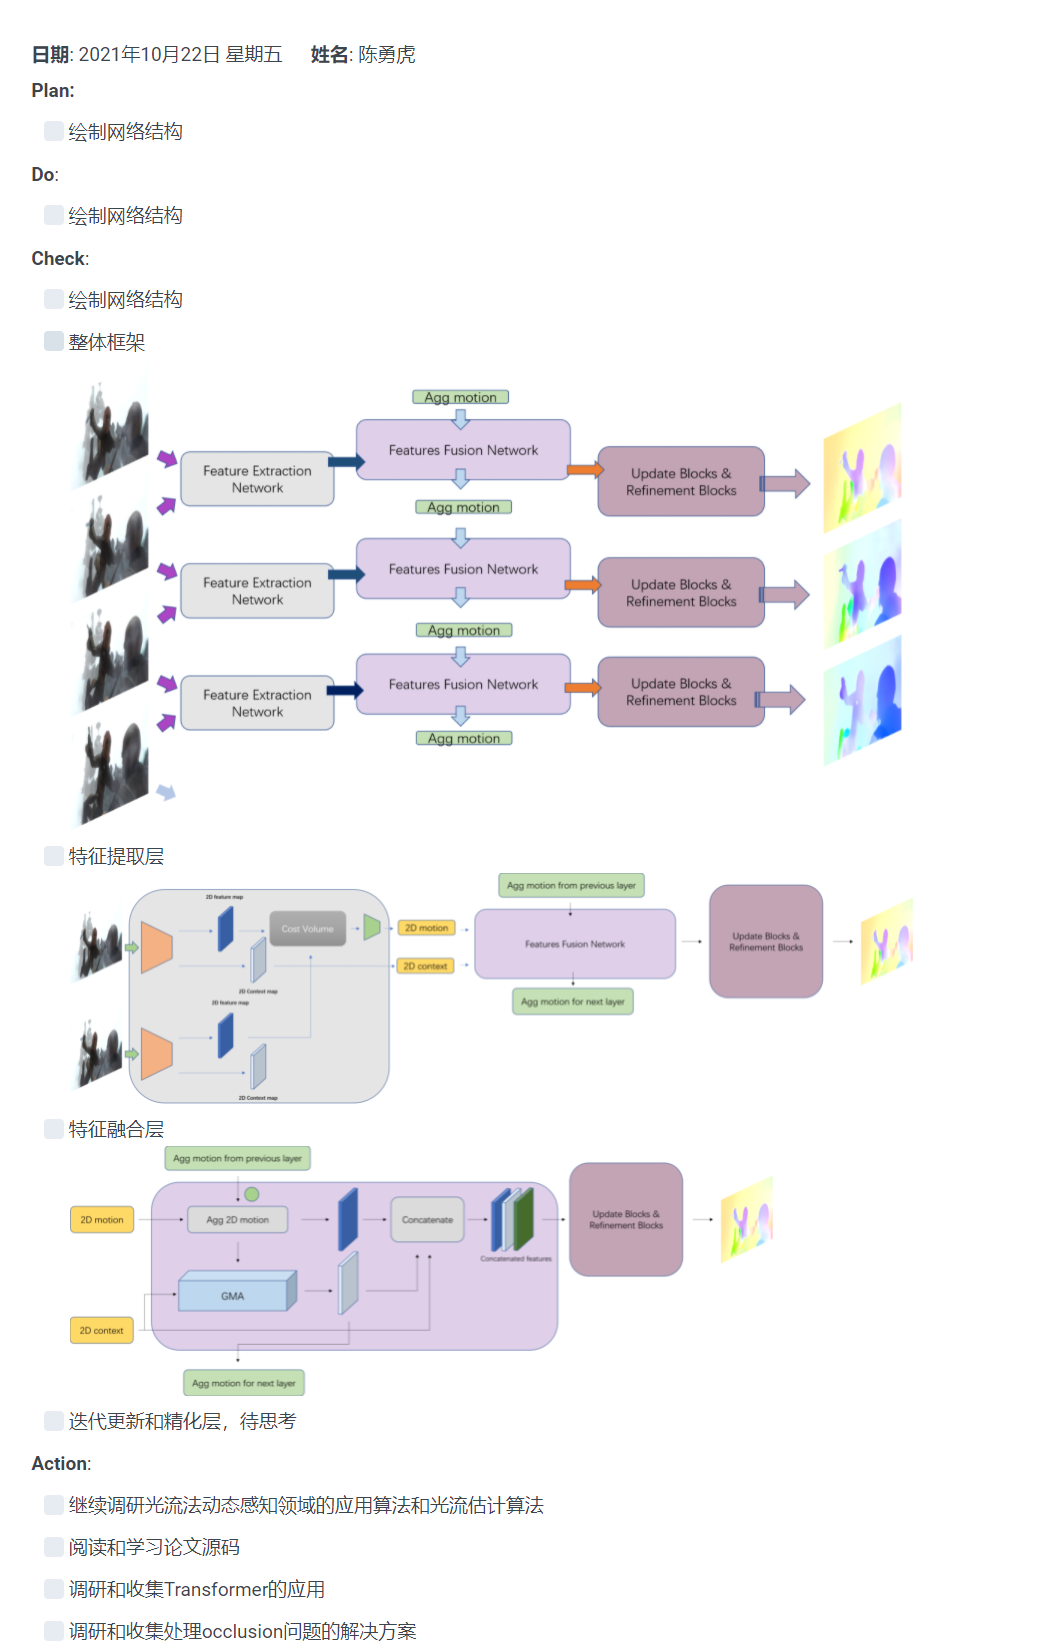 日期: 2021年10月22日 星期五 姓名: 陈勇虎
Plan:
绘制网络结构
Do:
绘制网络结构
Check:
绘制网络结构
整体框架
Agg motion
Features Fusion Network
Feature Extraction
Network
Update Blocks &
Refinement Blocks
Agg motion
Features Fusion Network
Feature Extraction
Network
Update Blocks &
Refinement Blocks
Agg motion
Features Fusion Network
Feature Extraction
Network
Update Blocks &
Refinement Blocks
Agg motion
特征提取层
Agg motion from previous layer
2D feature map
Cost Volume
2D motion
Features Fusion Network
Update Blocks &
Refinement Blocks
2D context
2D Context map
2D feature map
Agg motion for next layer
2D Context map
特征融合层
Agg motion from previous layer
2D motion
Agg 2D motion
Concatenate
Update Blocks &
Refinement Blocks
Concatenated features
GMA
2D context
Agg motion for next layer
迭代更新和精化层，待思考
Action:
继续调研光流法动态感知领域的应用算法和光流估计算法
阅读和学习论文源码
调研和收集Transformer的应用
调研和收集处理occlusion问题的解决方案